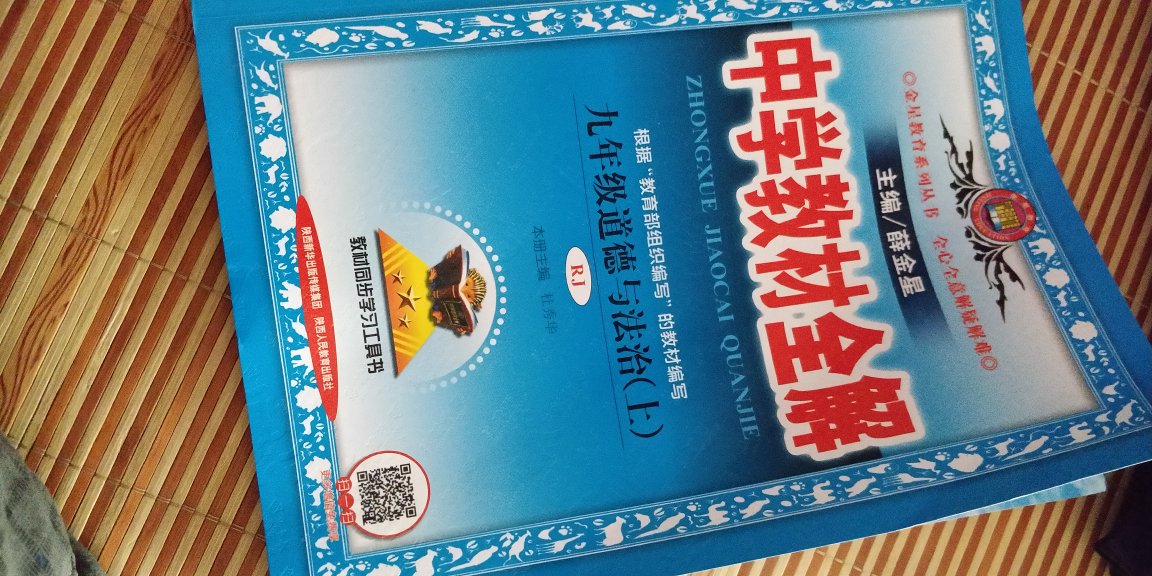 ◎金星教育系列丛书 全心全意解疑解难◎
主编/薛金星
中学教材全解
ZHONGXUE JIAOCAI QUANJIE
根据“教育部组织编写”的教材编写
九年级道德与法治(上)
RJ
本册主编 杜秀华
教材同步学习工具书
陕西新华出版传媒集团 陕西人民教育出版社
扫一扫